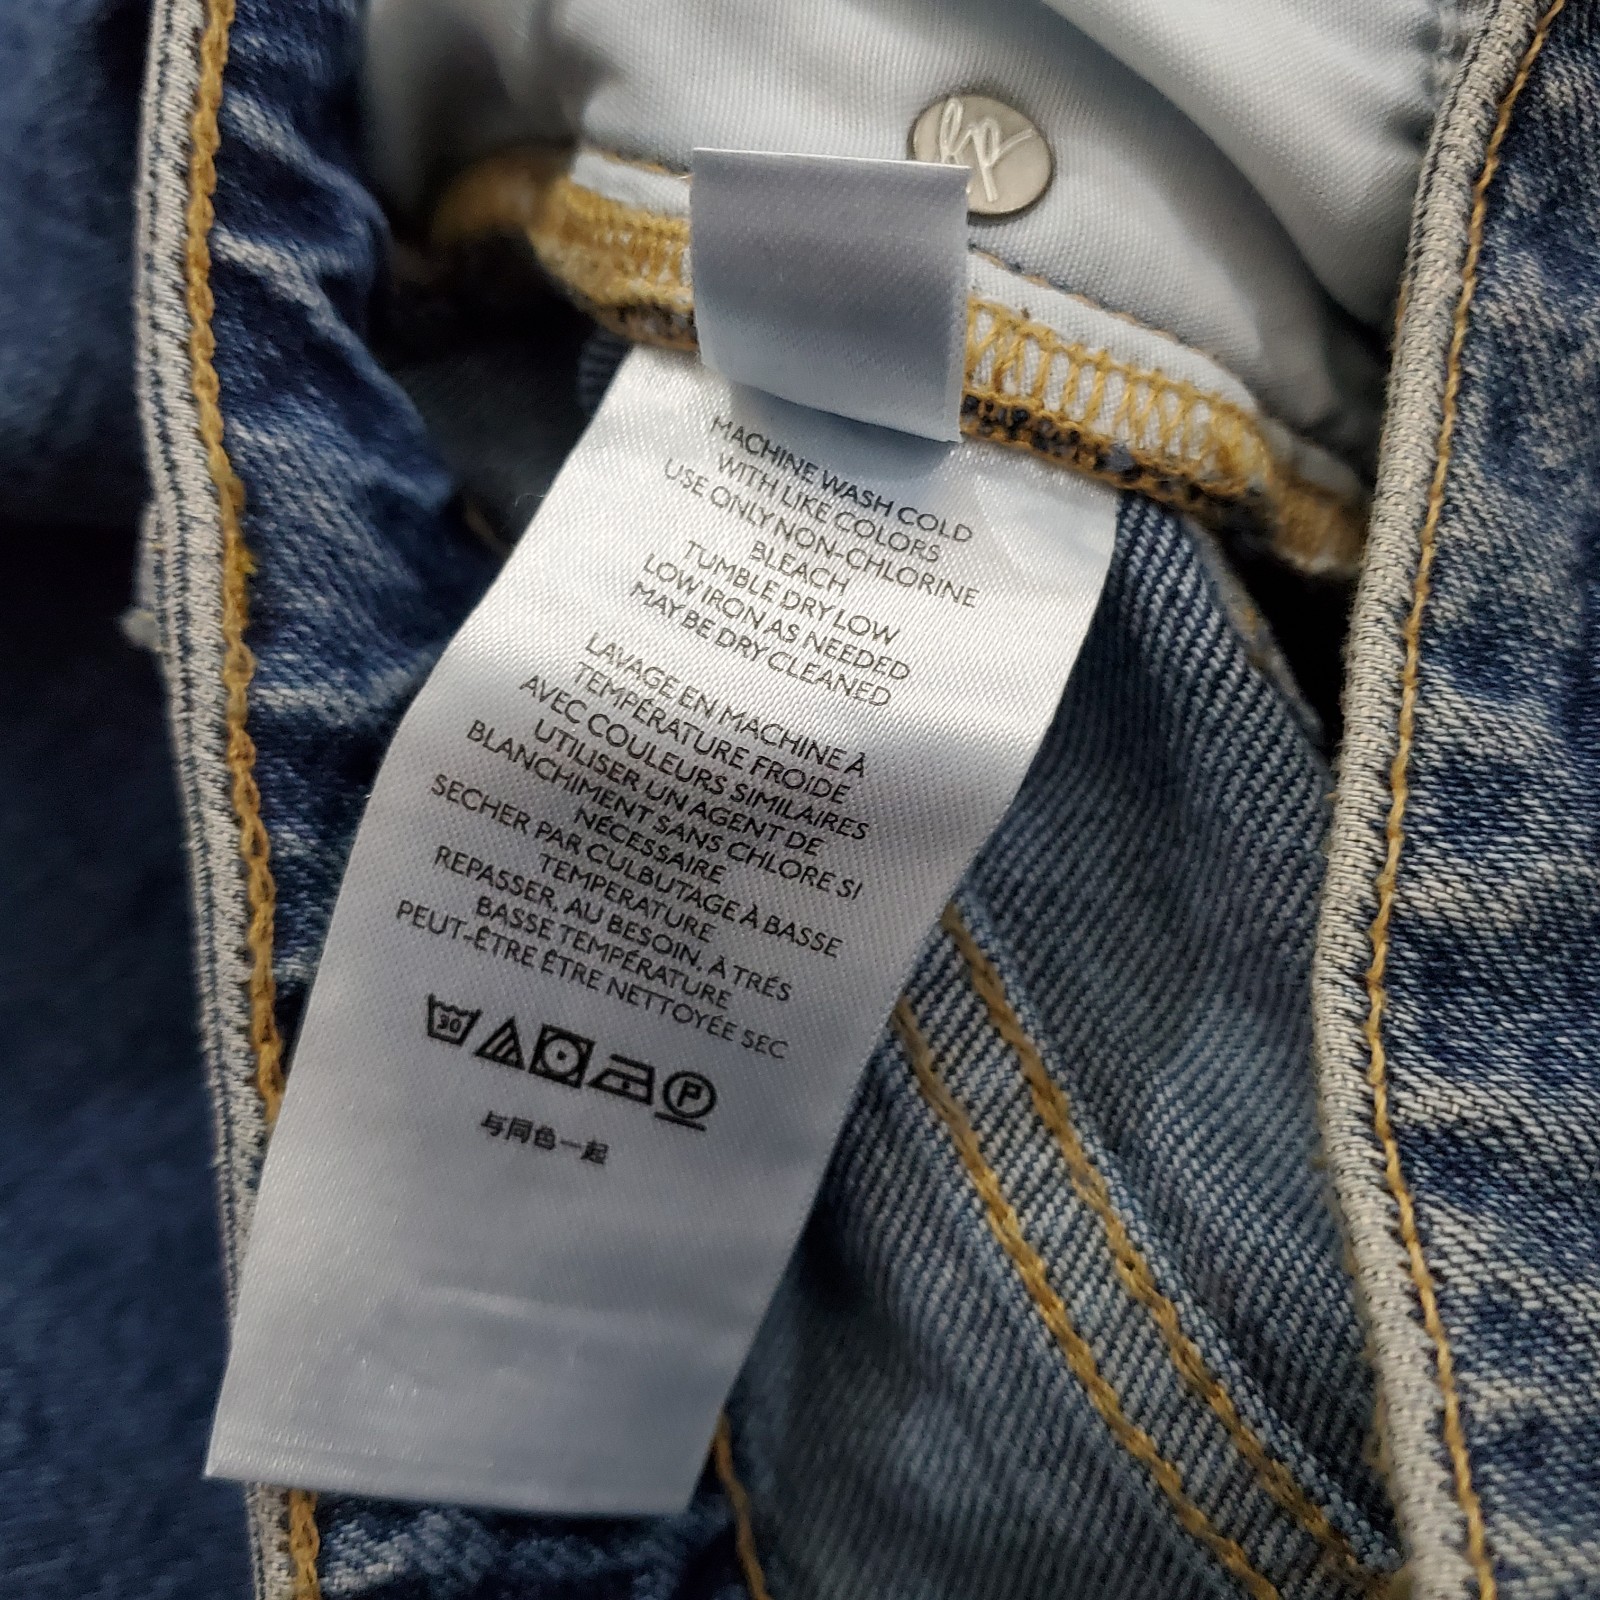 MACHINE WASH COLD
WITH LIKE COLORS
USE ONLY NON-CHLORINE
BLEACH
TUMBLE DRY LOW
LOW IRON AS NEEDED
MAY BE DRY CLEANED
LAVAGE EN MACHINE À
TEMPÉRATURE FROIDE
AVEC COULEURS SIMILAIRES
UTILISER UN AGENT DE
BLANCHIMENT SANS CHLORE SI
NÉCESSAIRE
SECHER PAR CULBUTAGE À BASSE
TEMPERATURE
REPASSER, AU BESOIN, À TRÉS
BASSE TEMPÉRATURE
PEUT-ÊTRE ÊTRE NETTOYÉE SEC
30 P
与同色一起